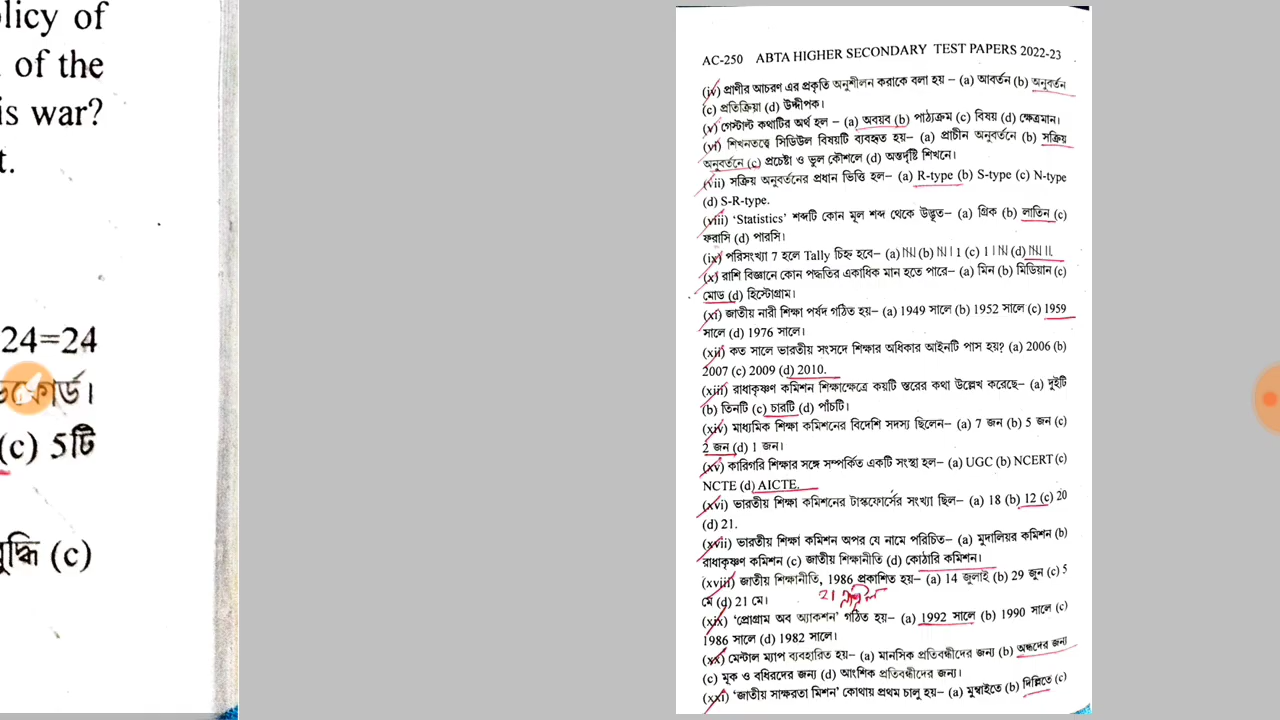 licy of
of the
is war?
t.
24=24
(c) 5টি
বুদ্ধি (c)
AC-250 ABTA HIGHER SECONDARY TEST PAPERS 2022-23
(iv) প্রাণীর আচরণ এর প্রকৃতি অনুশীলন করাকে বলা হয় – (a) আবর্তন (b) অনুবর্তন
(c) প্রতিক্রিয়া (d) উদ্দীপক।
(v) গেস্টাল্ট কথাটির অর্থ হল – (a) অবয়ব (b) পাঠ্যক্রম (c) বিষয় (d) ক্ষেত্রমান।
(vi) শিখনতত্ত্বে সিডিউল বিষয়টি ব্যবহৃত হয়– (a) প্রাচীন অনুবর্তনে (b) সক্রিয়
অনুবর্তনে (c) প্রচেষ্টা ও ভুল কৌশলে (d) অন্তর্দৃষ্টি শিখনে।
(vii) সক্রিয় অনুবর্তনের প্রধান ভিত্তি হল– (a) R-type (b) S-type (c) N-type
(d) S-R-type.
(viii) ‘Statistics’ শব্দটি কোন মূল শব্দ থেকে উদ্ভূত– (a) গ্রিক (b) লাতিন (c)
ফরাসি (d) পারসি।
(ix) পরিসংখ্যা 7 হলে Tally চিহ্ন হবে– (a) (b) (c) (d)
(x) রাশি বিজ্ঞানে কোন পদ্ধতির একাধিক মান হতে পারে– (a) মিন (b) মিডিয়ান (c)
মোড (d) হিস্টোগ্রাম।
(xi) জাতীয় নারী শিক্ষা পর্ষদ গঠিত হয়– (a) 1949 সালে (b) 1952 সালে (c) 1959
সালে (d) 1976 সালে।
(xii) কত সালে ভারতীয় সংসদে শিক্ষার অধিকার আইনটি পাস হয়? (a) 2006 (b)
2007 (c) 2009 (d) 2010.
(xiii) রাধাকৃষ্ণণ কমিশন শিক্ষাক্ষেত্রে কয়টি স্তরের কথা উল্লেখ করেছে– (a) দুইটি
(b) তিনটি (c) চারটি (d) পাঁচটি।
(xiv) মাধ্যমিক শিক্ষা কমিশনের বিদেশি সদস্য ছিলেন– (a) 7 জন (b) 5 জন (c)
2 জন (d) 1 জন।
(xv) কারিগরি শিক্ষার সঙ্গে সম্পর্কিত একটি সংস্থা হল– (a) UGC (b) NCERT (c)
NCTE (d) AICTE.
(xvi) ভারতীয় শিক্ষা কমিশনের টাস্কফোর্সের সংখ্যা ছিল– (a) 18 (b) 12 (c) 20
(d) 21.
(xvii) ভারতীয় শিক্ষা কমিশন অপর যে নামে পরিচিত– (a) মুদালিয়র কমিশন (b)
রাধাকৃষ্ণণ কমিশন (c) জাতীয় শিক্ষানীতি (d) কোঠারি কমিশন।
(xviii) জাতীয় শিক্ষানীতি, 1986 প্রকাশিত হয়– (a) 14 জুলাই (b) 29 জুন (c) 5
মে (d) 21 মে।
(xix) ‘প্রোগ্রাম অব অ্যাকশন’ গঠিত হয়– (a) 1992 সালে (b) 1990 সালে (c)
1986 সালে (d) 1982 সালে।
(xx) মেন্টাল ম্যাপ ব্যবহারিত হয়– (a) মানসিক প্রতিবন্ধীদের জন্য (b) অন্ধদের জন্য
(c) মূক ও বধিরদের জন্য (d) আংশিক প্রতিবন্ধীদের জন্য।
(xxi) ‘জাতীয় সাক্ষরতা মিশন’ কোথায় প্রথম চালু হয়– (a) মুম্বাইতে (b) দিল্লিতে (c)